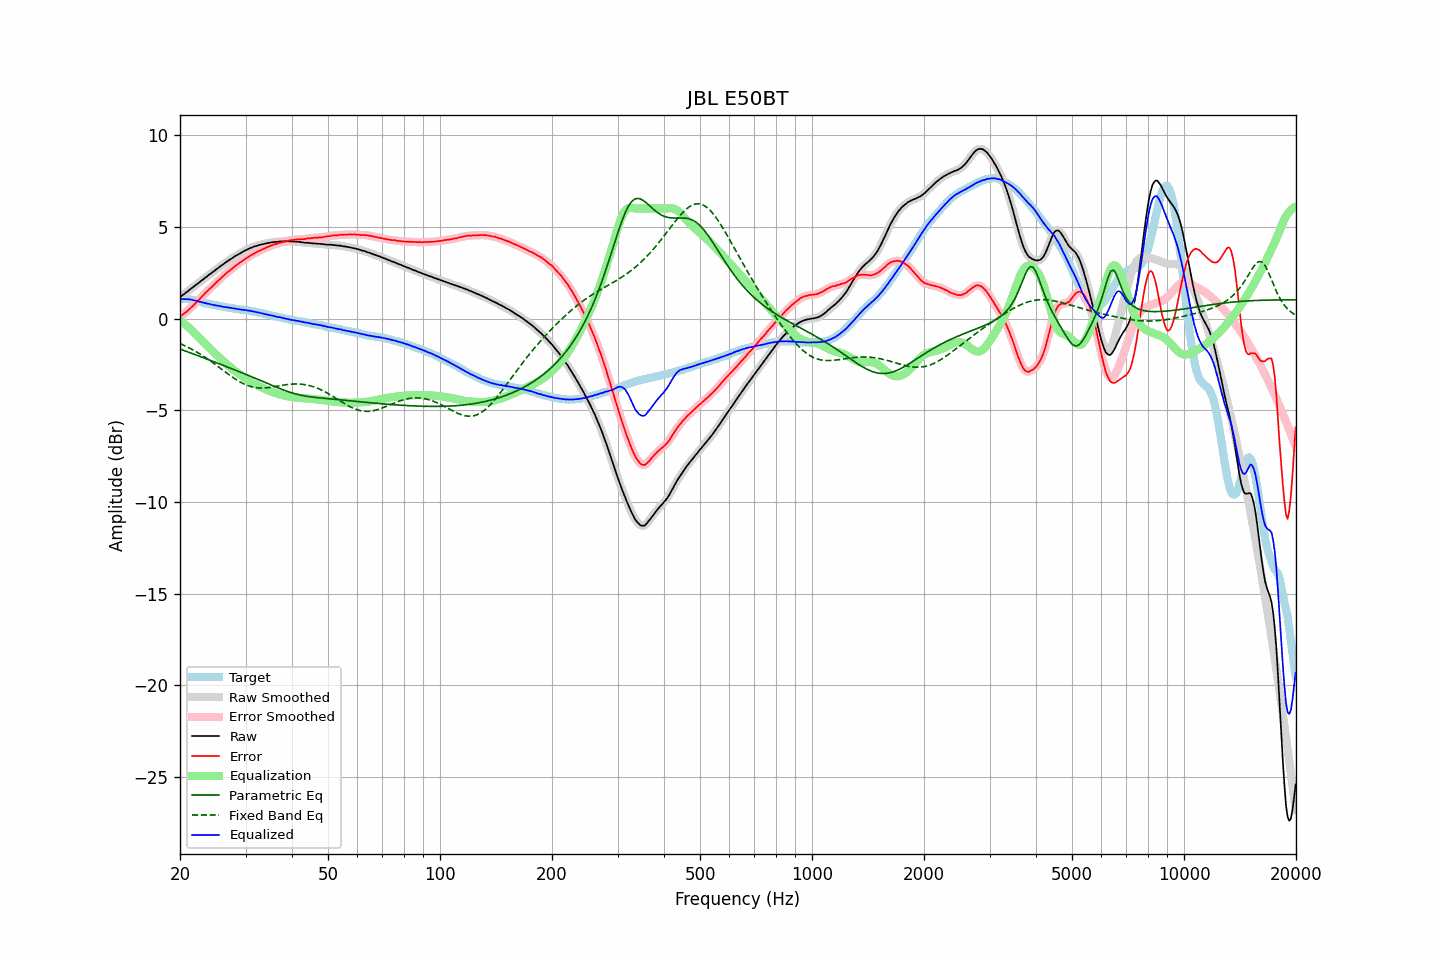 JBL E50BT
10
5
0
−5
−10
−15
−20
−25
Amplitude (dBr)
Target
Raw Smoothed
Error Smoothed
Raw
Error
Equalization
Parametric Eq
Fixed Band Eq
Equalized
20 50 100 200 500 1000 2000 5000 10000 20000
Frequency (Hz)